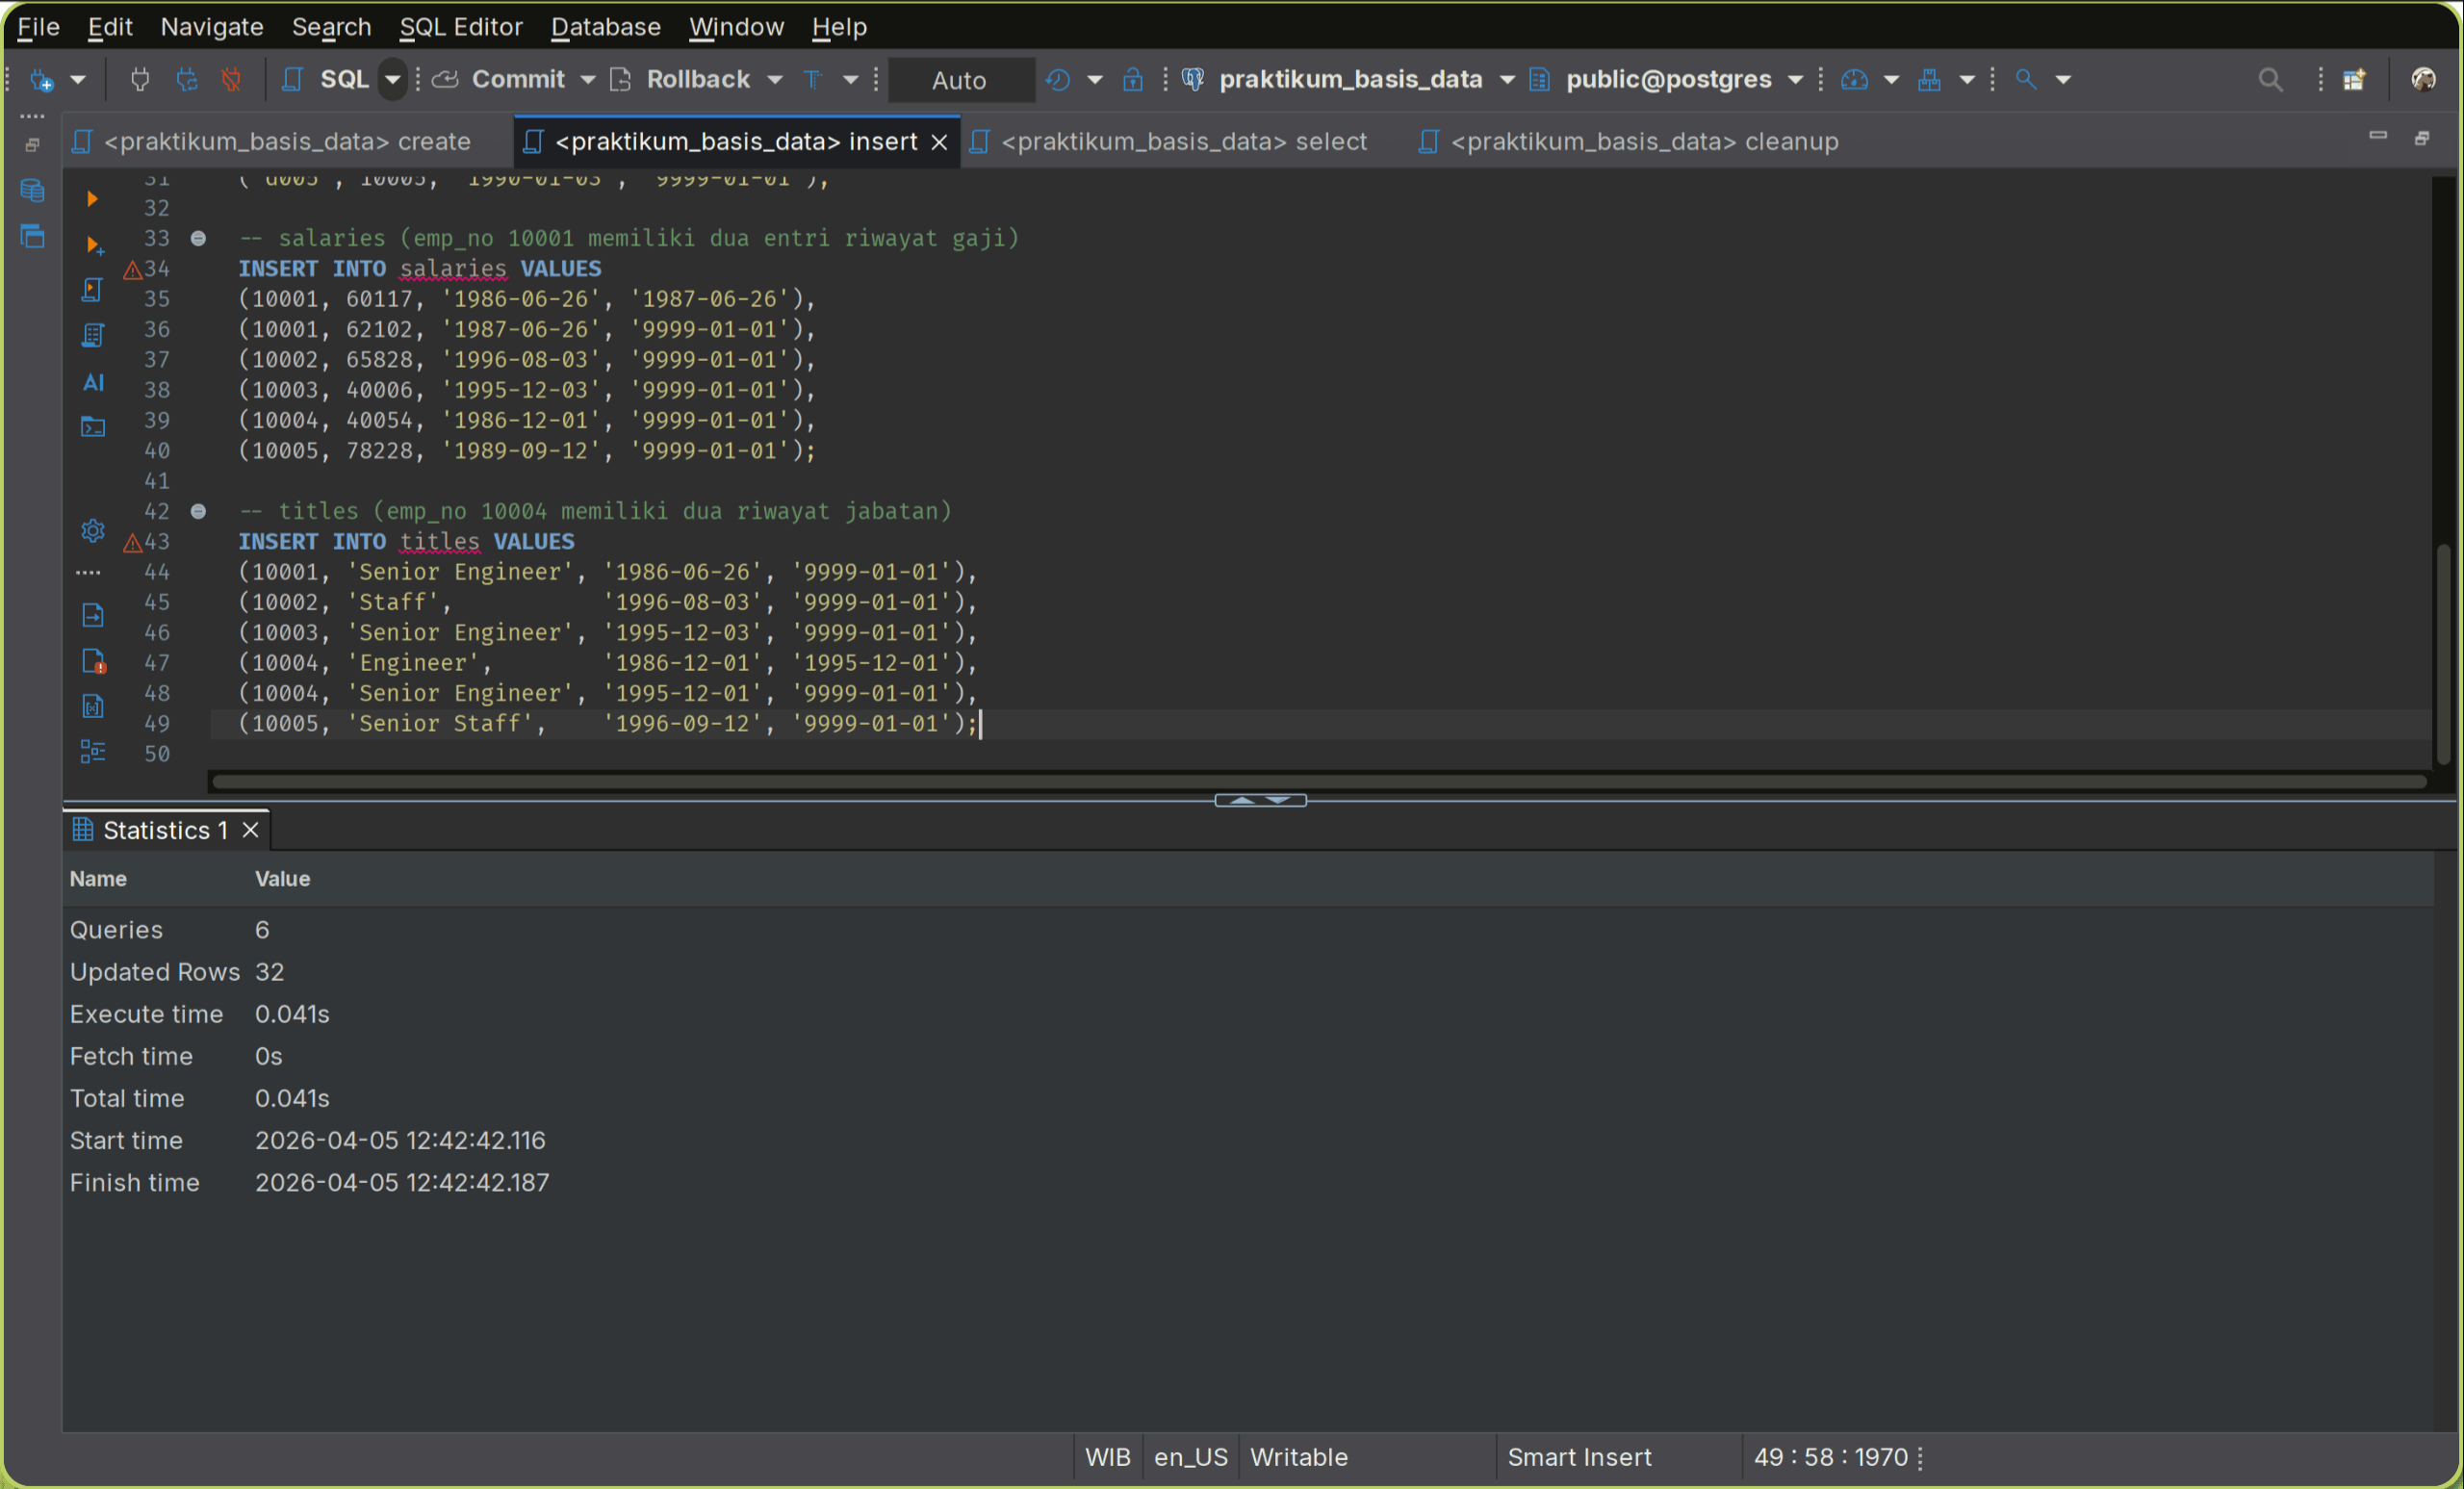 File Edit Navigate Search SQL Editor Database Window Help
SQL Commit Rollback T Auto praktikum_basis_data public@postgres
<praktikum_basis_data> create <praktikum_basis_data> insert <praktikum_basis_data> select <praktikum_basis_data> cleanup
31 ('d005', 10005, '1990-01-03', '9999-01-01');
32
33 -- salaries (emp_no 10001 memiliki dua entri riwayat gaji)
34 INSERT INTO salaries VALUES
35 (10001, 60117, '1986-06-26', '1987-06-26'),
36 (10001, 62102, '1987-06-26', '9999-01-01'),
37 (10002, 65828, '1996-08-03', '9999-01-01'),
38 (10003, 40006, '1995-12-03', '9999-01-01'),
39 (10004, 40054, '1986-12-01', '9999-01-01'),
40 (10005, 78228, '1989-09-12', '9999-01-01');
41
42 -- titles (emp_no 10004 memiliki dua riwayat jabatan)
43 INSERT INTO titles VALUES
44 (10001, 'Senior Engineer', '1986-06-26', '9999-01-01'),
45 (10002, 'Staff', '1996-08-03', '9999-01-01'),
46 (10003, 'Senior Engineer', '1995-12-03', '9999-01-01'),
47 (10004, 'Engineer', '1986-12-01', '1995-12-01'),
48 (10004, 'Senior Engineer', '1995-12-01', '9999-01-01'),
49 (10005, 'Senior Staff', '1996-09-12', '9999-01-01');
50
AI
Statistics 1
Name Value
Queries 6
Updated Rows 32
Execute time 0.041s
Fetch time 0s
Total time 0.041s
Start time 2026-04-05 12:42:42.116
Finish time 2026-04-05 12:42:42.187
WIB en_US Writable Smart Insert 49 : 58 : 1970